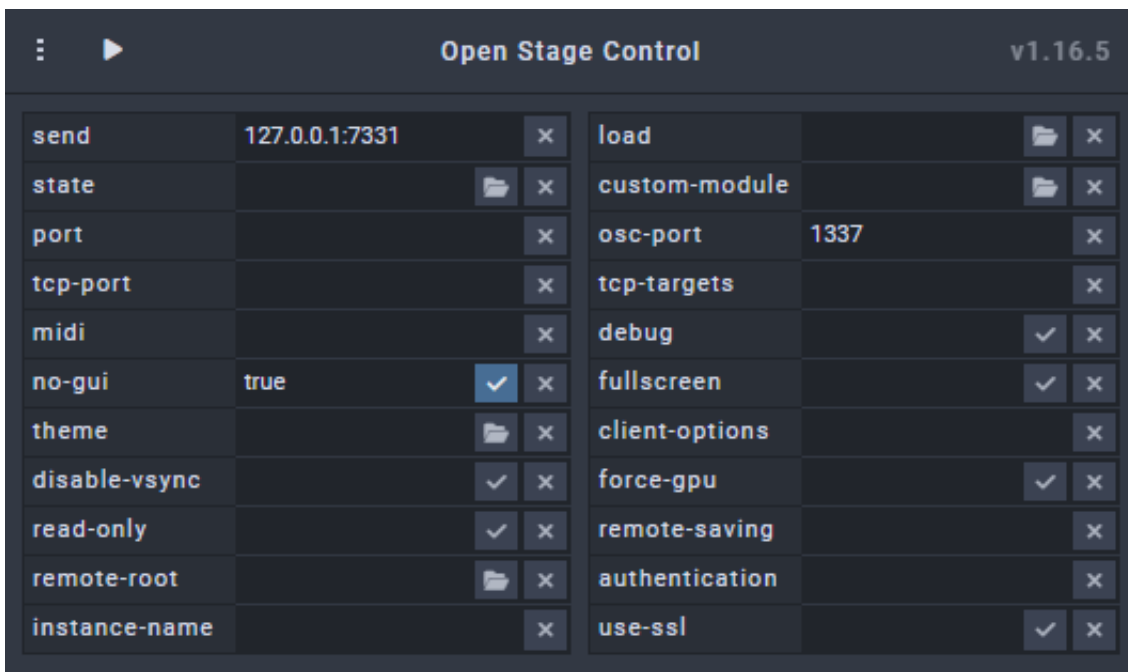 Open Stage Control v1.16.5
send 127.0.0.1:7331 load
state custom-module
port osc-port 1337
tcp-port tcp-targets
midi debug
no-gui true fullscreen
theme client-options
disable-vsync force-gpu
read-only remote-saving
remote-root authentication
instance-name use-ssl